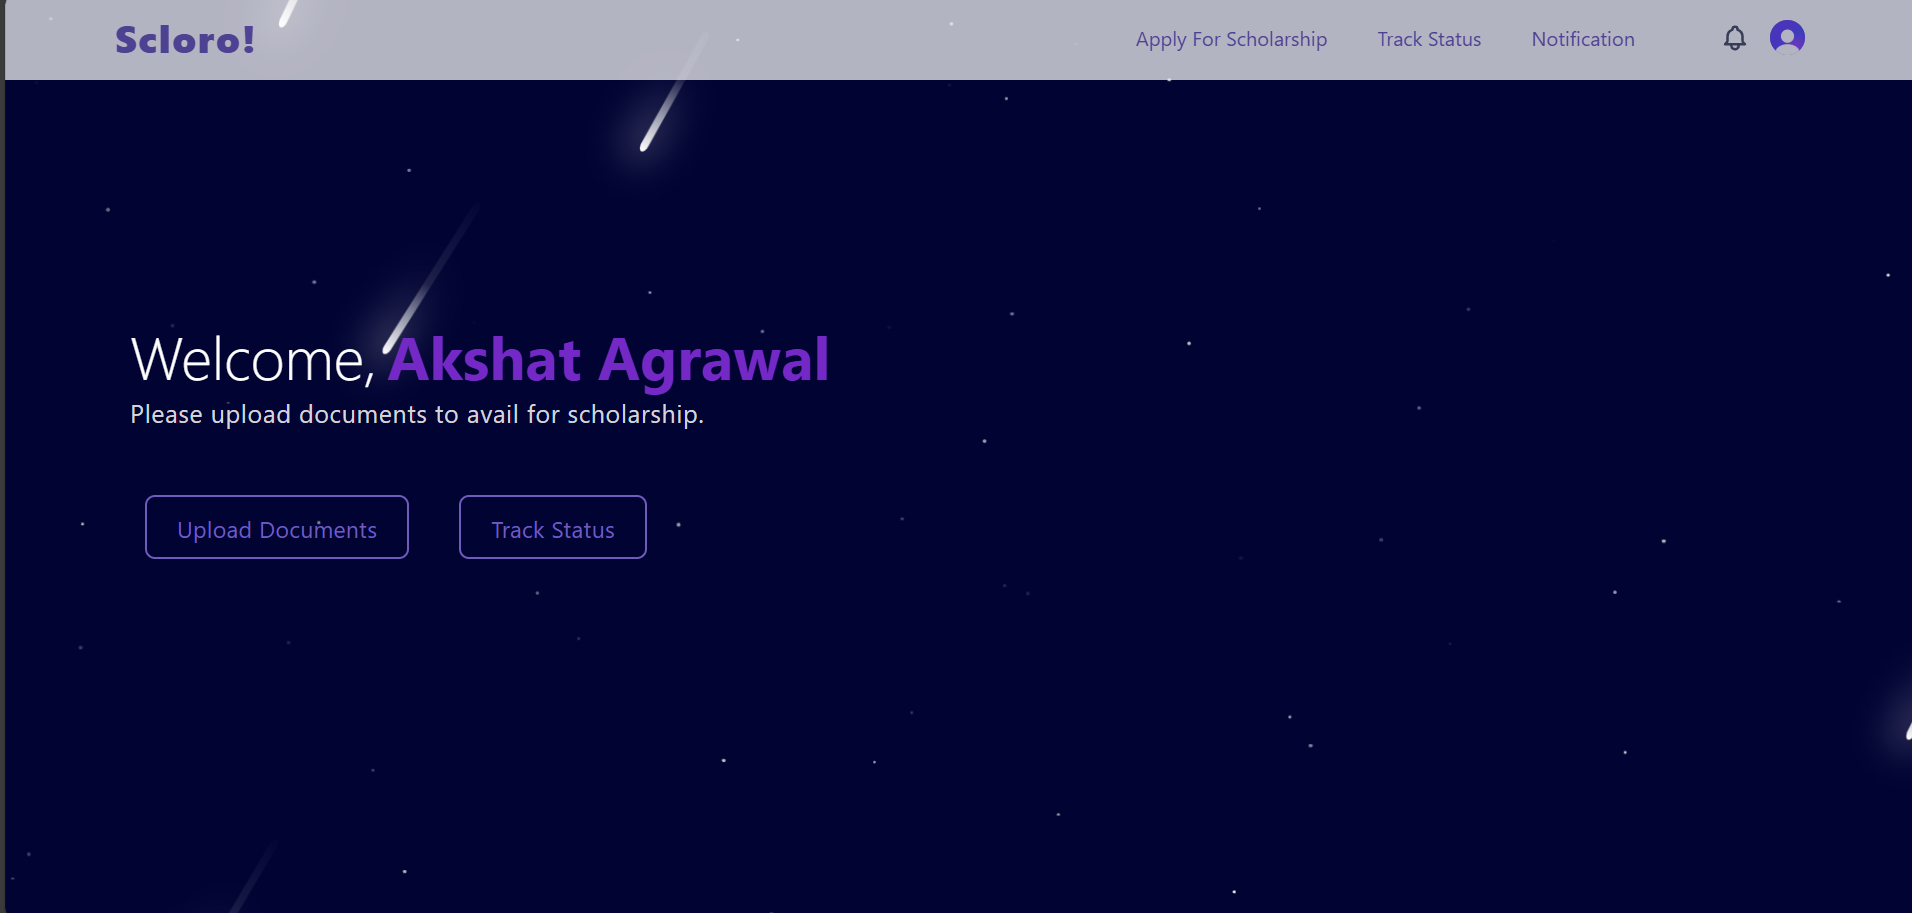 Scloro!
Apply For Scholarship
Track Status
Notification
Welcome, Akshat Agrawal
Please upload documents to avail for scholarship.
Upload Documents
Track Status